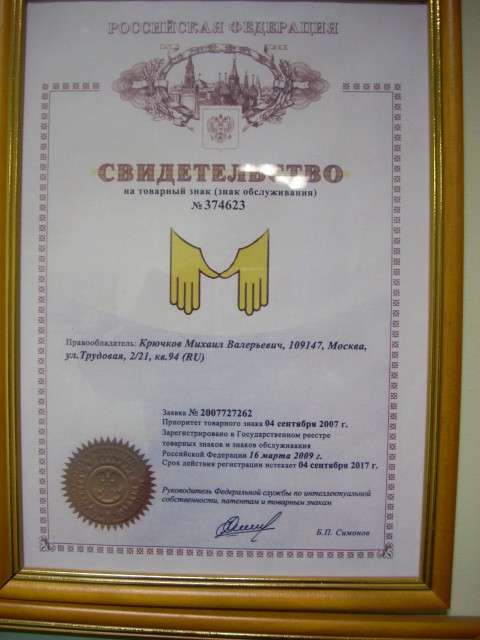 РОССИЙСКАЯ ФЕДЕРАЦИЯ
СВИДЕТЕЛЬСТВО
на товарный знак (знак обслуживания)
№ 374623
Правообладатель: Крючков Михаил Валерьевич, 109147, Москва,
ул.Трудовая, 2/21, кв.94 (RU)
Заявка № 2007727262
Приоритет товарного знака 04 сентября 2007 г.
Зарегистрировано в Государственном реестре
товарных знаков и знаков обслуживания
Российской Федерации 16 марта 2009 г.
Срок действия регистрации истекает 04 сентября 2017 г.
Руководитель Федеральной службы по интеллектуальной
собственности, патентам и товарным знакам
Б.П. Симонов